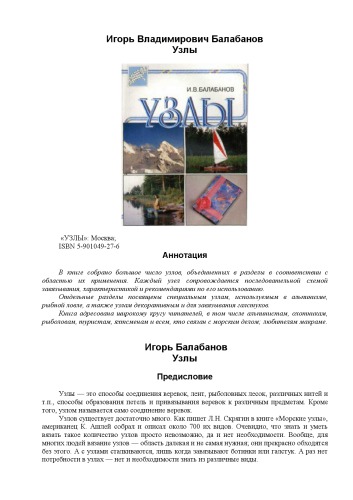 Игорь Владимирович Балабанов
Узлы
И.В.БАЛАБАНОВ
УЗЛЫ
«УЗЛЫ»: Москва;
ISBN 5-901049-27-6
Аннотация
В книге собрано большое число узлов, объединенных в разделы в соответствии с
областью их применения. Каждый узел сопровождается последовательной схемой
завязывания, характеристикой и рекомендациями по его использованию.
Отдельные разделы посвящены специальным узлам, используемым в альпинизме,
рыбной ловле, а также узлам декоративным и для завязывания галстуков.
Книга адресована широкому кругу читателей, в том числе альпинистам, охотникам,
рыболовам, туристам, яхтсменам и всем, кто связан с морским делом, любителям макраме.
Игорь Балабанов
Узлы
Предисловие
Узлы — это способы соединения веревок, лент, рыболовных лесок, различных нитей и
т.п., способы образования петель и привязывания веревок к различным предметам. Кроме
того, узлом называется само соединение веревок.
Узлов существует достаточно много. Как пишет Л.Н. Скрягин в книге «Морские узлы»,
американец К. Эшлей собрал и описал около 700 их видов. Очевидно, что знать и уметь
вязать такое количество узлов просто невозможно, да и нет необходимости. Вообще, для
многих людей вязание узлов — область далекая и не самая нужная, они прекрасно обходятся
без этого. А с узлами сталкиваются, лишь когда завязывают ботинки или галстук. А раз нет
потребности в узлах — нет и необходимости знать их различные виды.